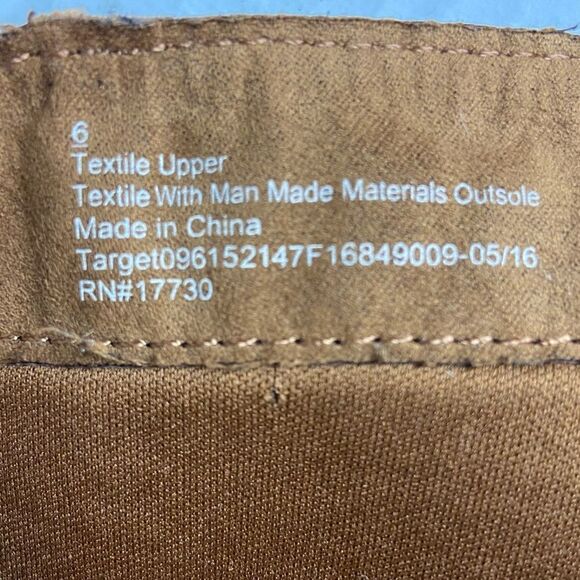 6
Textile Upper
Textile With Man Made Materials Outsole
Made in China
Target096152147F16849009-05/16
RN#17730